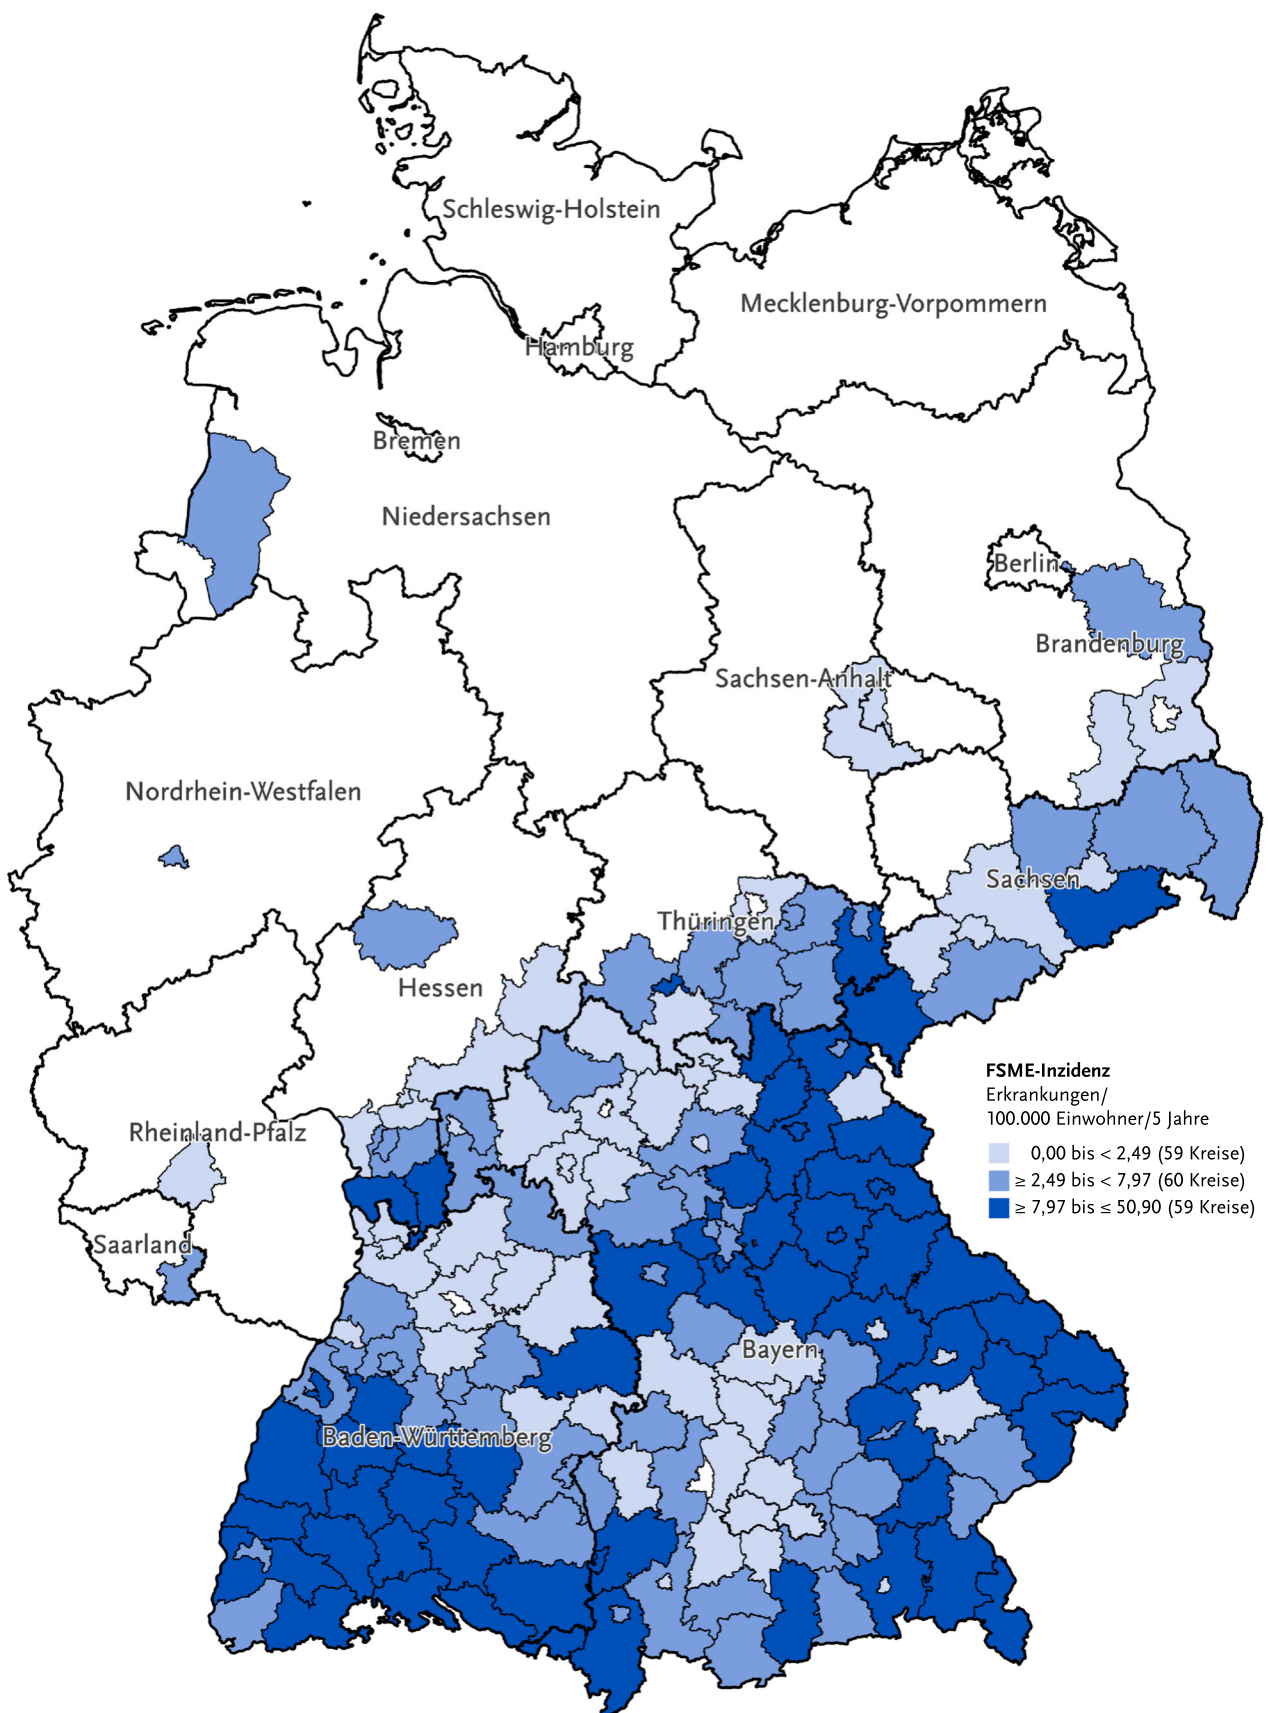 Schleswig-Holstein
Mecklenburg-Vorpommern
Hamburg
Bremen
Niedersachsen
Berlin
Brandenburg
Sachsen-Anhalt
Nordrhein-Westfalen
Sachsen
Thüringen
Hessen
FSME-Inzidenz
Erkrankungen/
100.000 Einwohner/5 Jahre
0,00 bis < 2,49 (59 Kreise)
≥ 2,49 bis < 7,97 (60 Kreise)
≥ 7,97 bis ≤ 50,90 (59 Kreise)
Rheinland-Pfalz
Saarland
Bayern
Baden-Württemberg